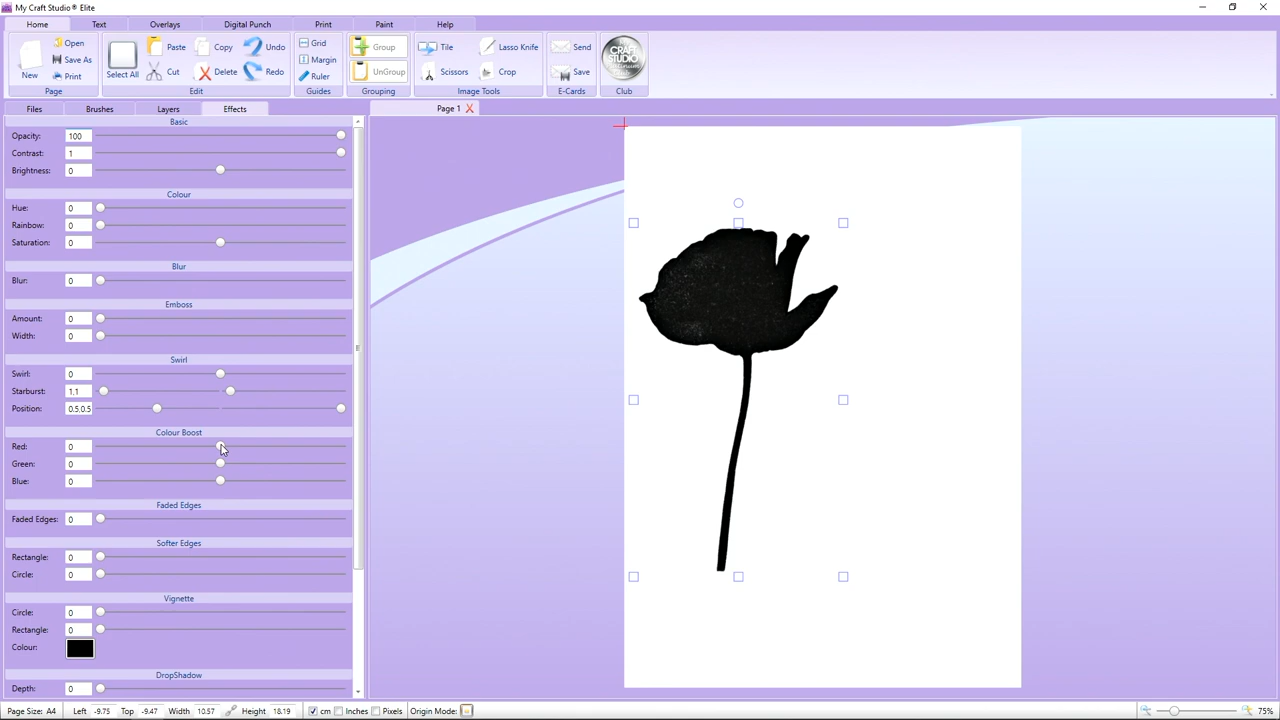 My Craft Studio® Elite
Home Text Overlays Digital Punch Print Paint Help
New Open Save As Print Page
Select All Paste Copy Undo Cut Delete Redo Edit
Grid Margin Ruler Guides
Group UnGroup Grouping
Tile Lasso Knife Scissors Crop Image Tools
Send Save E-Cards
CRAFT STUDIO Club
Files Brushes Layers Effects Page 1
Basic
Opacity: 100
Contrast: 1
Brightness: 0
Colour
Hue: 0
Rainbow: 0
Saturation: 0
Blur
Blur: 0
Emboss
Amount: 0
Width: 0
Swirl
Swirl: 0
Starburst: 1,1
Position: 0.5,0.5
Colour Boost
Red: 0
Green: 0
Blue: 0
Faded Edges
Faded Edges: 0
Softer Edges
Rectangle: 0
Circle: 0
Vignette
Circle: 0
Rectangle: 0
Colour:
DropShadow
Depth: 0
Page Size: A4 Left -9.75 Top -9.47 Width 10.57 Height 18.19 cm Inches Pixels Origin Mode: 75%